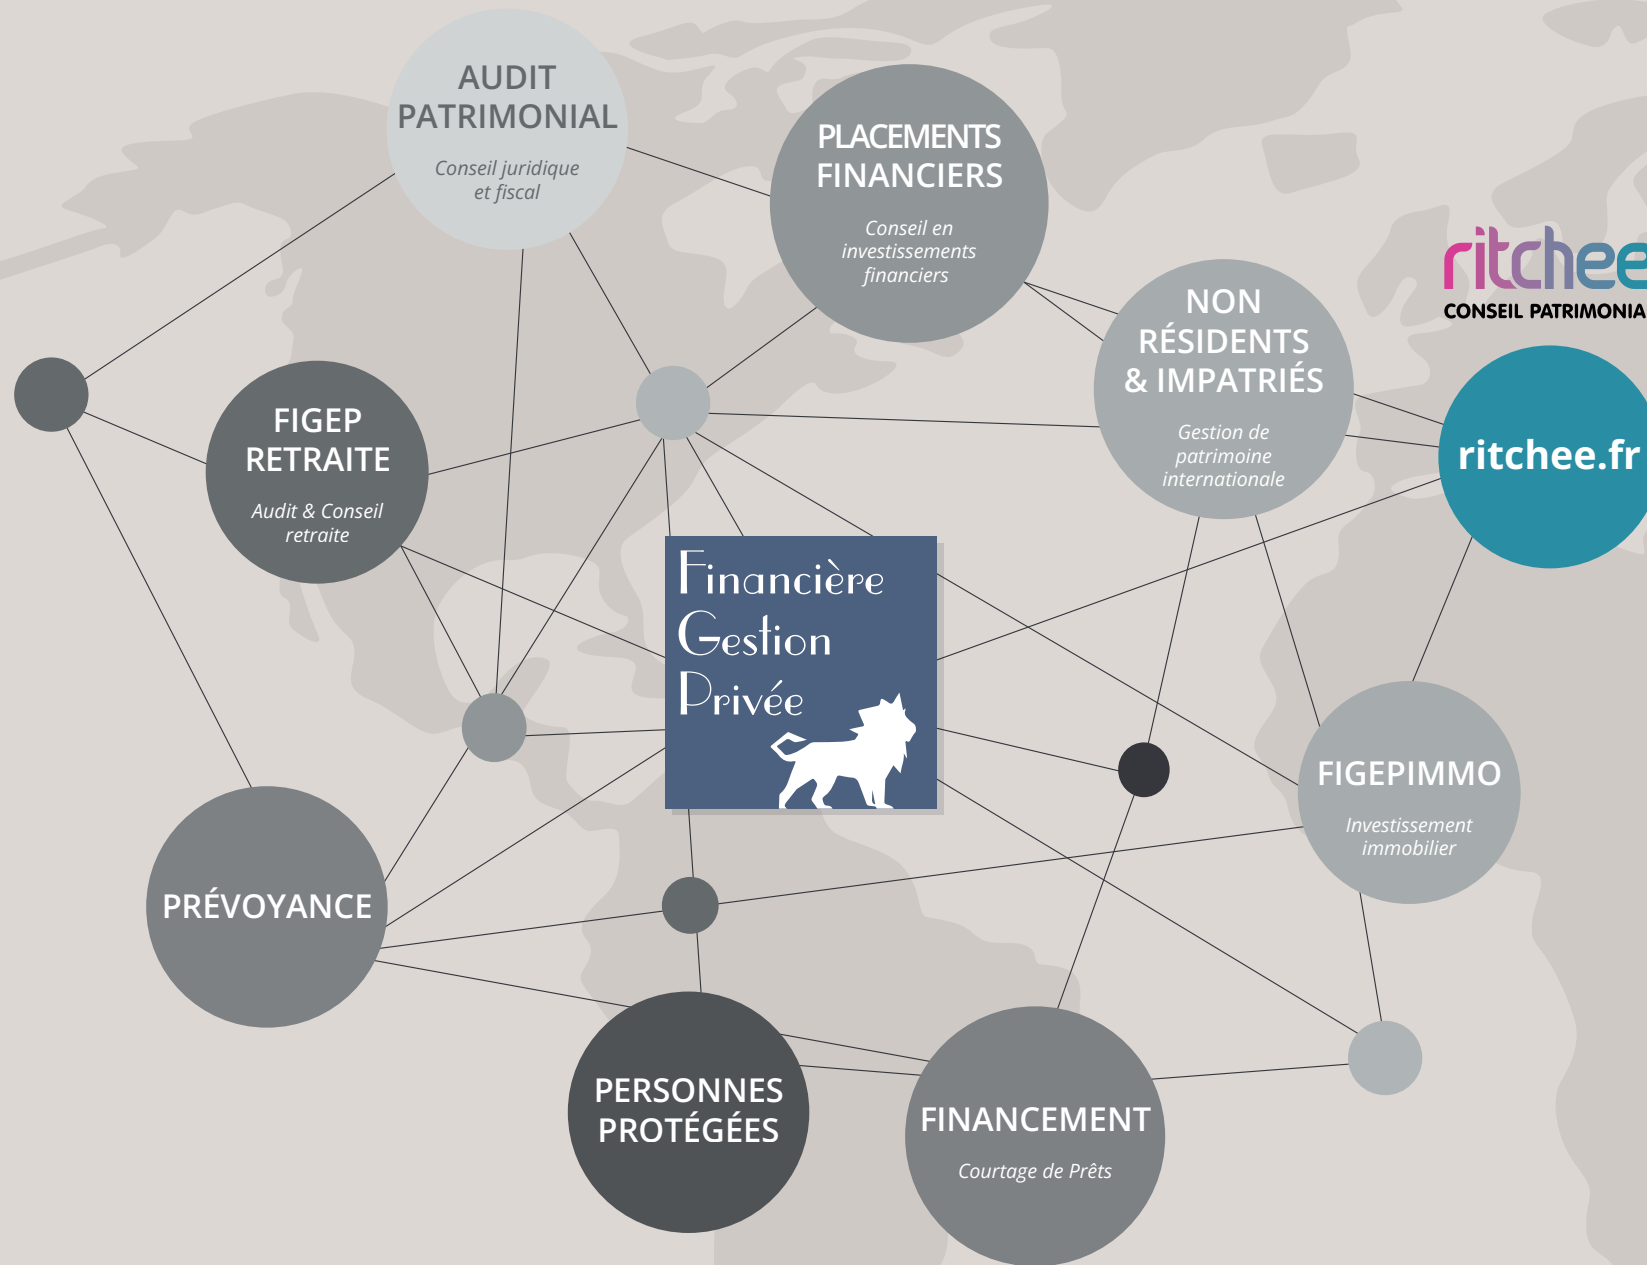 AUDIT
PATRIMONIAL
Conseil juridique
et fiscal
PLACEMENTS
FINANCIERS
Conseil en
investissements
financiers
NON
RÉSIDENTS
& IMPATRIÉS
Gestion de
patrimoine
internationale
ritchee
CONSEIL PATRIMONIA
ritchee.fr
FIGEP
RETRAITE
Audit & Conseil
retraite
Financière
Gestion
Privée
FIGEPIMMO
Investissement
immobilier
PRÉVOYANCE
PERSONNES
PROTÉGÉES
FINANCEMENT
Courtage de Prêts